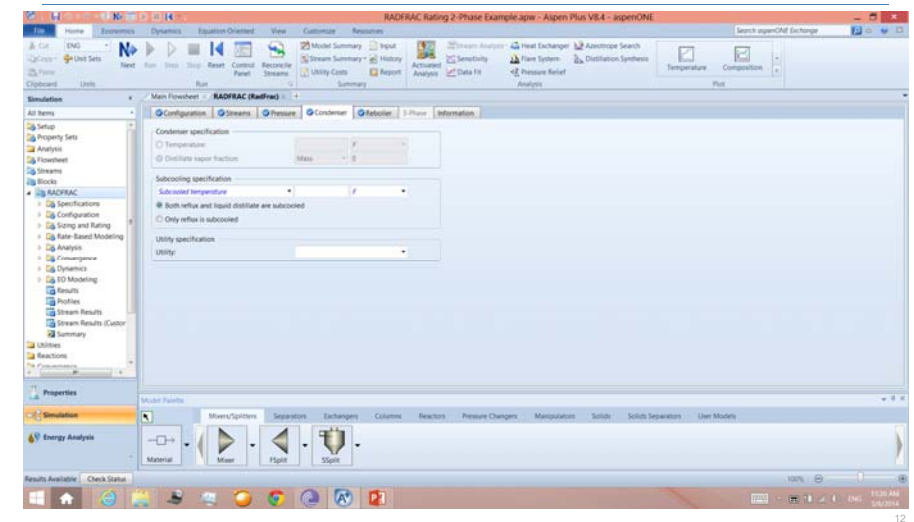 RADFRAC Rating 2-Phase Example.apw - Aspen Plus V8.4 - aspenONE
File Home Economics Dynamics Equation Oriented View Customize Resources Search aspenONE Exchange
Cut ENG Model Summary Input Stream Analysis Heat Exchanger Azeotrope Search
Copy Unit Sets Next Run Step Stop Reset Control Panel Reconcile Streams Stream Summary History Activated Analysis Sensitivity Flare System Distillation Synthesis Temperature Composition
Paste Utility Costs Report Data Fit Pressure Relief
Clipboard Units Run Summary Analysis Plot
Simulation
Main Flowsheet RADFRAC (RadFrac) +
All Items
Configuration Streams Pressure Condenser Reboiler 3-Phase Information
Setup
Property Sets
Analysis
Flowsheet
Streams
Blocks
RADFRAC
Specifications
Configuration
Sizing and Rating
Rate-Based Modeling
Analysis
Convergence
Dynamics
EO Modeling
Results
Profiles
Stream Results
Stream Results (Custor
Summary
Utilities
Reactions
Convergence
Condenser specification
Temperature: F
Distillate vapor fraction: Mass 0
Subcooling specification
Subcooled temperature F
Both reflux and liquid distillate are subcooled
Only reflux is subcooled
Utility specification
Utility:
Properties
Simulation
Energy Analysis
Model Palette
Mixers/Splitters Separators Exchangers Columns Reactors Pressure Changers Manipulators Solids Solids Separators User Models
Material Mixer FSplit SSplit
Results Available Check Status 100%
ENG 11:20 AM
5/6/2014
12